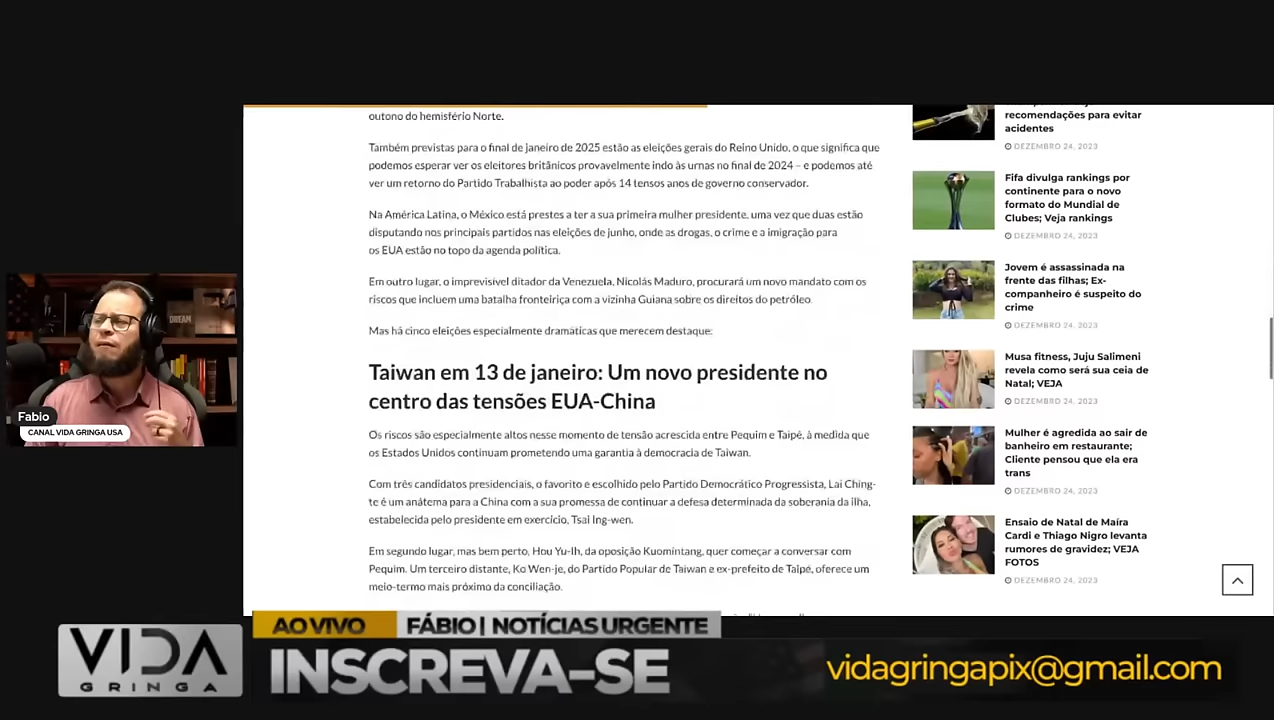 outono do hemisfério Norte.
Também previstas para o final de janeiro de 2025 estão as eleições gerais do Reino Unido, o que significa que
podemos esperar ver os eleitores britânicos provavelmente indo às urnas no final de 2024 – e podemos até
ver um retorno do Partido Trabalhista ao poder após 14 tensos anos de governo conservador.
Na América Latina, o México está prestes a ter a sua primeira mulher presidente, uma vez que duas estão
disputando nos principais partidos nas eleições de junho, onde as drogas, o crime e a imigração para
os EUA estão no topo da agenda política.
Em outro lugar, o imprevisível ditador da Venezuela, Nicolás Maduro, procurará um novo mandato com os
riscos que incluem uma batalha fronteiriça com a vizinha Guiana sobre os direitos do petróleo.
Mas há cinco eleições especialmente dramáticas que merecem destaque:
Taiwan em 13 de janeiro: Um novo presidente no
centro das tensões EUA-China
Os riscos são especialmente altos nesse momento de tensão acrescida entre Pequim e Taipé, à medida que
os Estados Unidos continuam prometendo uma garantia à democracia de Taiwan.
Com três candidatos presidenciais, o favorito e escolhido pelo Partido Democrático Progressista, Lai Ching-
te é um anátema para a China com a sua promessa de continuar a defesa determinada da soberania da ilha,
estabelecida pelo presidente em exercício, Tsai Ing-wen.
Em segundo lugar, mas bem perto, Hou Yu-Ih, da oposição Kuomintang, quer começar a conversar com
Pequim. Um terceiro distante, Ko Wen-je, do Partido Popular de Taiwan e ex-prefeito de Taipé, oferece um
meio-termo mais próximo da conciliação.
recomendações para evitar
acidentes
DEZEMBRO 24, 2023
Fifa divulga rankings por
continente para o novo
formato do Mundial de
Clubes; Veja rankings
DEZEMBRO 24, 2023
Jovem é assassinada na
frente das filhas; Ex-
companheiro é suspeito do
crime
DEZEMBRO 24, 2023
Musa fitness, Juju Salimeni
revela como será sua ceia de
Natal; VEJA
DEZEMBRO 24, 2023
Mulher é agredida ao sair de
banheiro em restaurante;
Cliente pensou que ela era
trans
DEZEMBRO 24, 2023
Ensaio de Natal de Maíra
Cardi e Thiago Nigro levanta
rumores de gravidez; VEJA
FOTOS
DEZEMBRO 24, 2023
DREAM
Fabio
CANAL VIDA GRINGA USA
AO VIVO
FÁBIO | NOTÍCIAS URGENTE
VIDA
GRINGA
INSCREVA-SE
vidagringapix@gmail.com